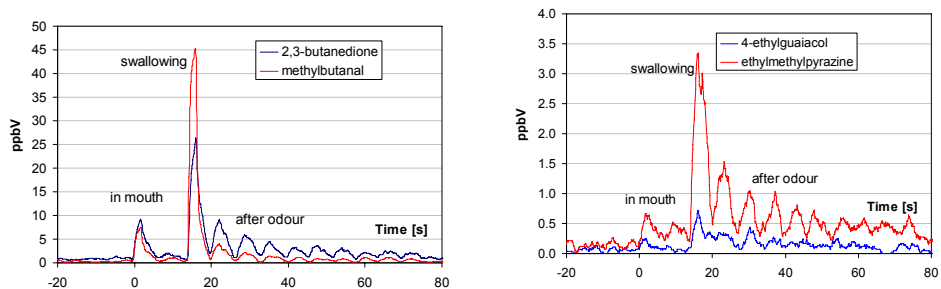 50
45
40
35
30
25
20
15
10
5
0
ppbV
2,3-butanedione
methylbutanal
swallowing
in mouth
after odour
Time [s]
-20 0 20 40 60 80
4.0
3.5
3.0
2.5
2.0
1.5
1.0
0.5
0.0
ppbV
4-ethylguaiacol
ethylmethylpyrazine
swallowing
in mouth
after odour
Time [s]
-20 0 20 40 60 80